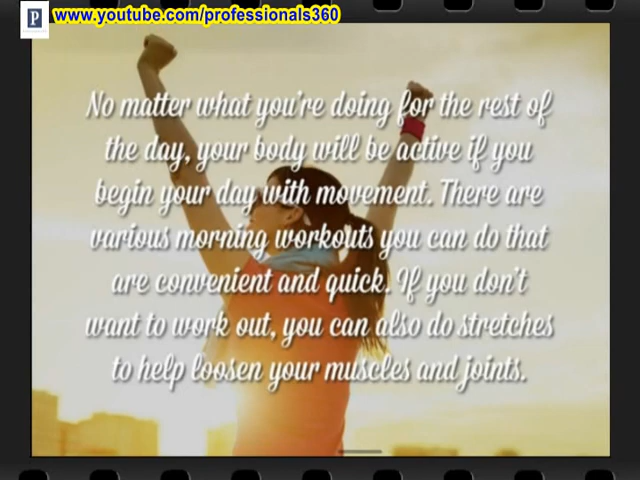 P
www.youtube.com/professionals360
No matter what you're doing for the rest of
the day, your body will be active if you
begin your day with movement. There are
various morning workouts you can do that
are convenient and quick. If you don't
want to work out, you can also do stretches
to help loosen your muscles and joints.